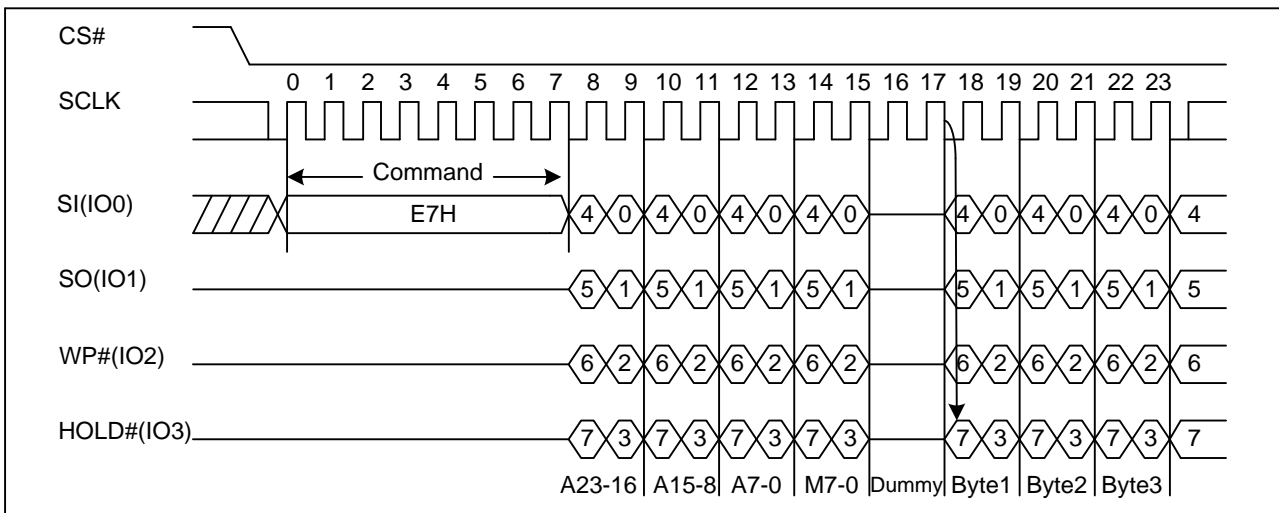 CS#
0 1 2 3 4 5 6 7 8 9 10 11 12 13 14 15 16 17 18 19 20 21 22 23
SCLK
Command
SI(IO0) E7H 4 0 4 0 4 0 4 0 4 0 4 0 4 0 4
SO(IO1) 5 1 5 1 5 1 5 1 5 1 5 1 5 1 5
WP#(IO2) 6 2 6 2 6 2 6 2 6 2 6 2 6 2 6
HOLD#(IO3) 7 3 7 3 7 3 7 3 7 3 7 3 7 3 7
A23-16 A15-8 A7-0 M7-0 Dummy Byte1 Byte2 Byte3